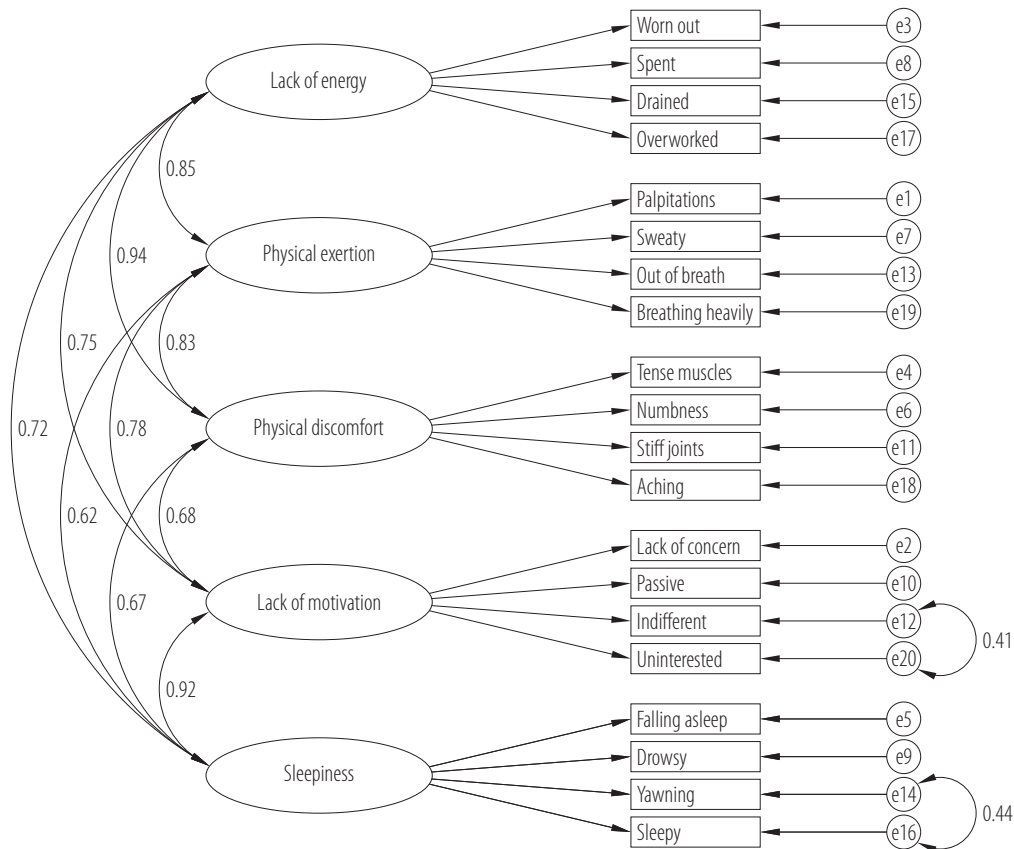 Worn out
e3
Lack of energy
Spent
e8
Drained
e15
Overworked
e17
0.85
Palpitations
e1
Physical exertion
Sweaty
e7
0.94
Out of breath
e13
Breathing heavily
e19
0.75
0.83
Tense muscles
e4
Physical discomfort
Numbness
e6
0.72
0.78
Stiff joints
e11
Aching
e18
0.62
0.68
Lack of concern
e2
Lack of motivation
Passive
e10
0.67
Indifferent
e12
0.41
Uninterested
e20
0.92
Falling asleep
e5
Sleepiness
Drowsy
e9
Yawning
e14
0.44
Sleepy
e16